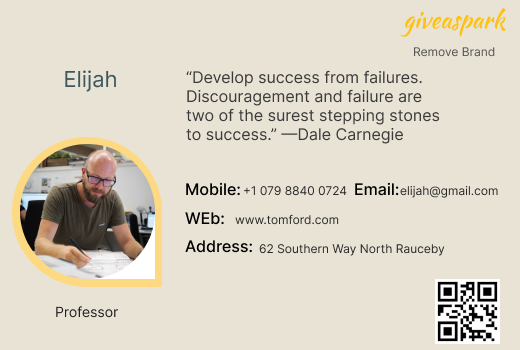 giveaspark
Remove Brand
Elijah
“Develop success from failures.
Discouragement and failure are
two of the surest stepping stones
to success.” —Dale Carnegie
Mobile: +1 079 8840 0724 Email: elijah@gmail.com
WEb: www.tomford.com
Address: 62 Southern Way North Rauceby
Professor